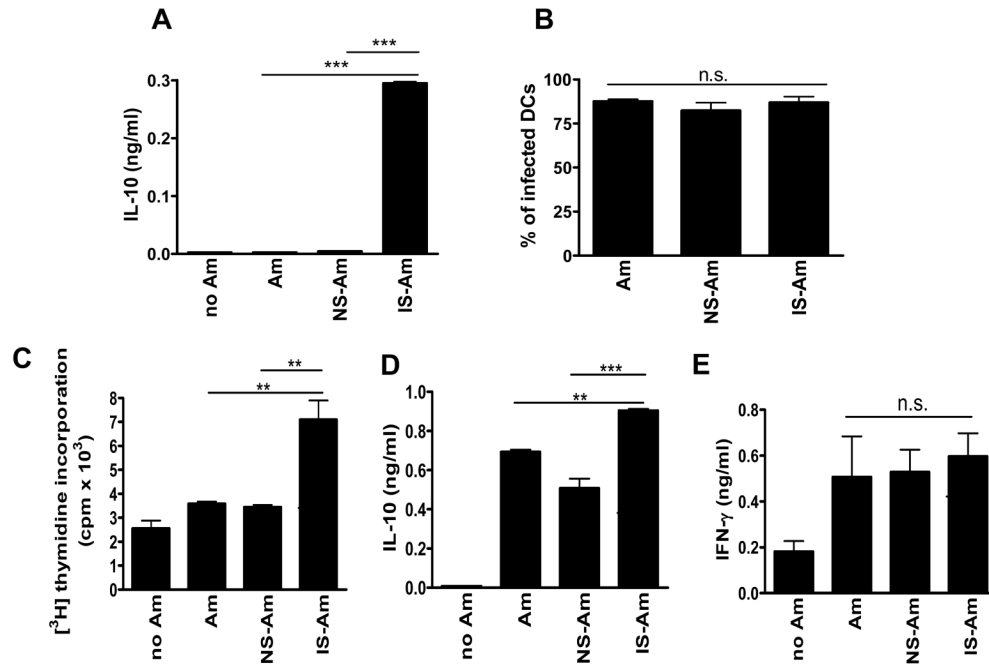 A
***
***
IL-10 (ng/ml)
0.3
0.2
0.1
0.0
no Am
Am
NS-Am
IS-Am
B
n.s.
% of infected DCs
100
75
50
25
0
Am
NS-Am
IS-Am
C
**
**
[³H] thymidine incorporation
(cpm x 10³)
8
7
6
5
4
3
2
1
0
no Am
Am
NS-Am
IS-Am
D
***
**
IL-10 (ng/ml)
1.0
0.8
0.6
0.4
0.2
0.0
no Am
Am
NS-Am
IS-Am
E
n.s.
IFN-γ (ng/ml)
0.8
0.6
0.4
0.2
0.0
no Am
Am
NS-Am
IS-Am